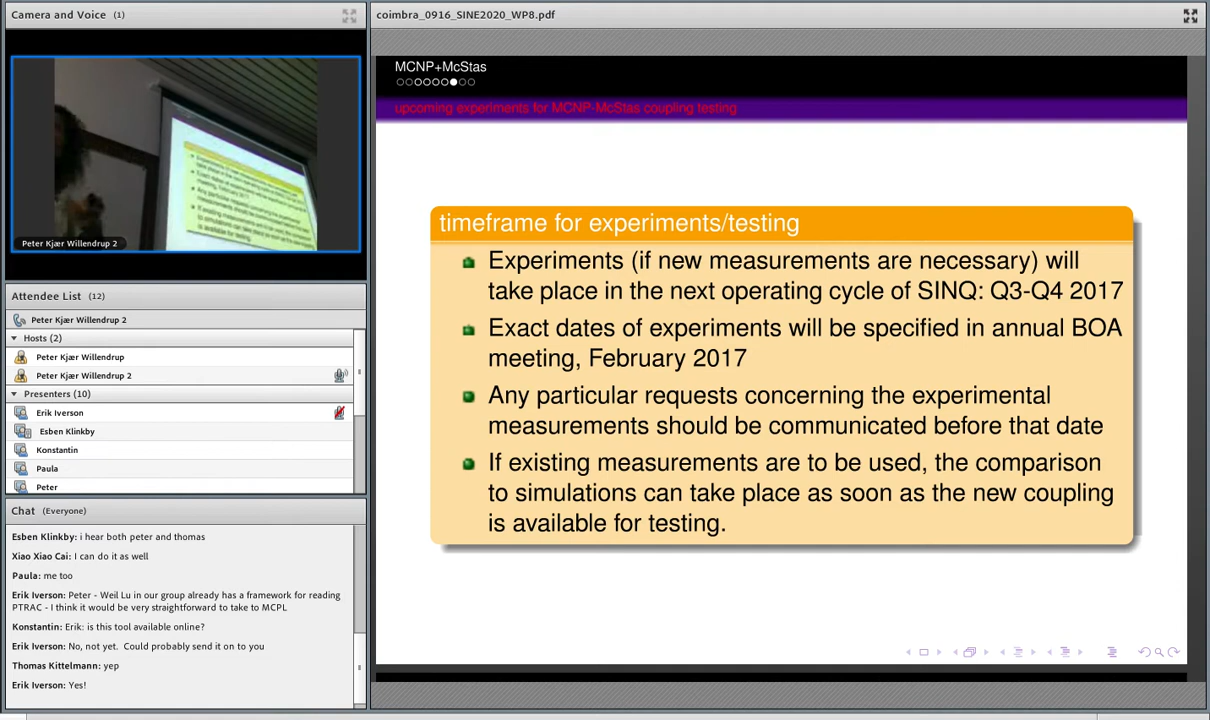 Camera and Voice (1)
Peter Kjær Willendrup 2
Attendee List (12)
Peter Kjær Willendrup 2
Hosts (2)
Peter Kjær Willendrup
Peter Kjær Willendrup 2
Presenters (10)
Erik Iverson
Esben Klinkby
Konstantin
Paula
Peter
Chat (Everyone)
Esben Klinkby: i hear both peter and thomas
Xiao Xiao Cai: I can do it as well
Paula: me too
Erik Iverson: Peter - Weil Lu in our group already has a framework for reading
PTRAC - I think it would be very straightforward to take to MCPL
Konstantin: Erik: is this tool available online?
Erik Iverson: No, not yet. Could probably send it on to you
Thomas Kittelmann: yep
Erik Iverson: Yes!
coimbra_0916_SINE2020_WP8.pdf
MCNP+McStas
upcoming experiments for MCNP-McStas coupling testing
timeframe for experiments/testing
Experiments (if new measurements are necessary) will
take place in the next operating cycle of SINQ: Q3-Q4 2017
Exact dates of experiments will be specified in annual BOA
meeting, February 2017
Any particular requests concerning the experimental
measurements should be communicated before that date
If existing measurements are to be used, the comparison
to simulations can take place as soon as the new coupling
is available for testing.